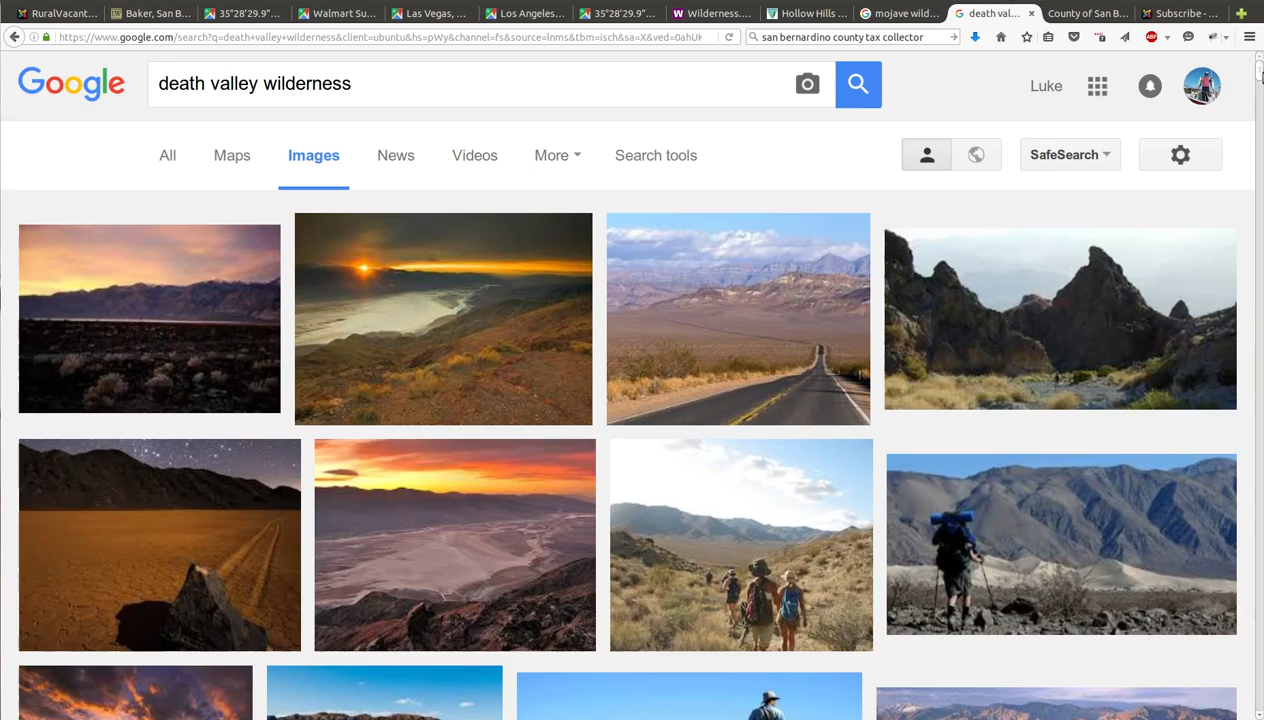 RuralVacant
Baker, San B...
35°28'29.9"...
Walmart Su...
Las Vegas, ...
Los Angeles...
35°28'29.9"...
Wilderness....
Hollow Hills ...
mojave wild...
death val...
County of San B...
Subscribe - ...
https://www.google.com/search?q=death+valley+wilderness&client=ubuntu&hs=pWy&channel=fs&source=lnms&tbm=isch&sa=X&ved=0ahU
san bernardino county tax collector
ABP
Google
death valley wilderness
Luke
All
Maps
Images
News
Videos
More
Search tools
SafeSearch